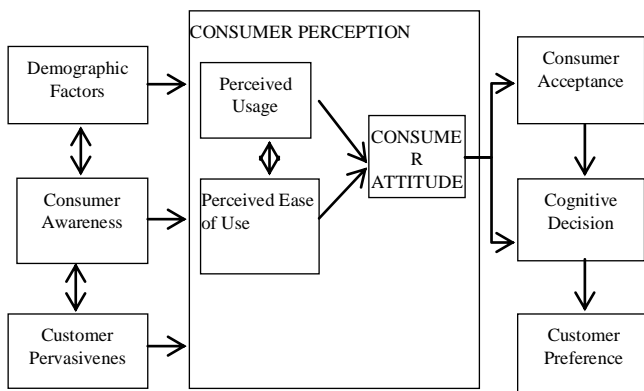 CONSUMER PERCEPTION
Demographic
Factors
Consumer
Awareness
Customer
Pervasivenes
Perceived
Usage
Perceived Ease
of Use
CONSUME
R
ATTITUDE
Consumer
Acceptance
Cognitive
Decision
Customer
Preference